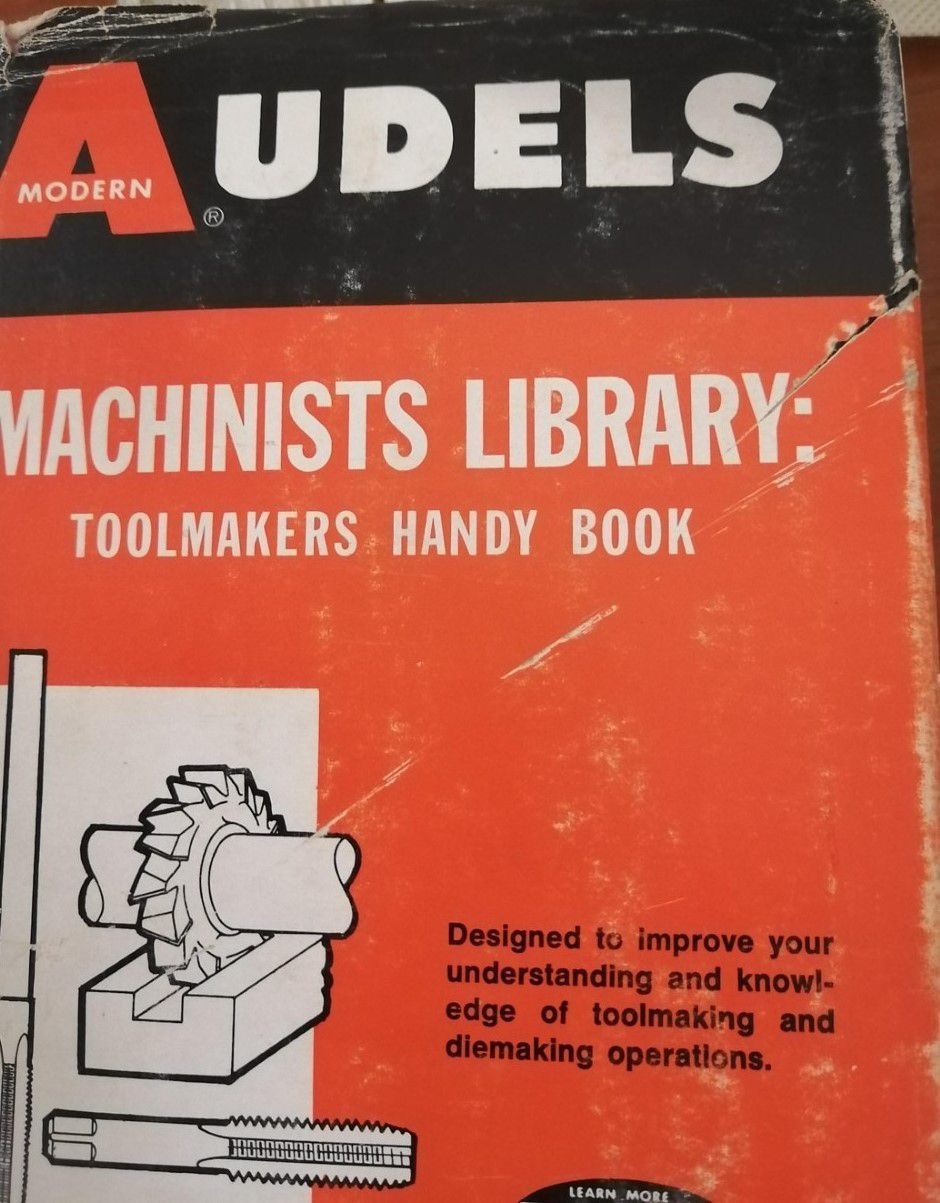 AUDELS
MODERN
®
MACHINISTS LIBRARY:
TOOLMAKERS HANDY BOOK
Designed to improve your
understanding and knowl-
edge of toolmaking and
diemaking operations.
LEARN MORE